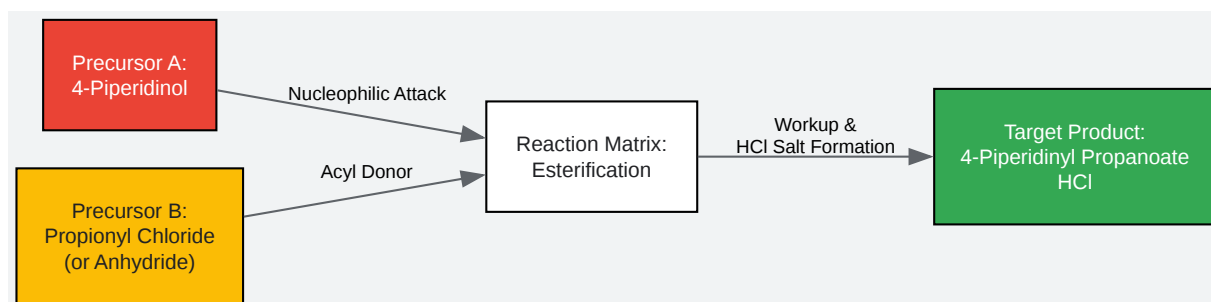 Precursor A:
4-Piperidinol
Nucleophilic Attack
Precursor B:
Propionyl Chloride
(or Anhydride)
Acyl Donor
Reaction Matrix:
Esterification
Workup &
HCl Salt Formation
Target Product:
4-Piperidinyl Propanoate
HCl